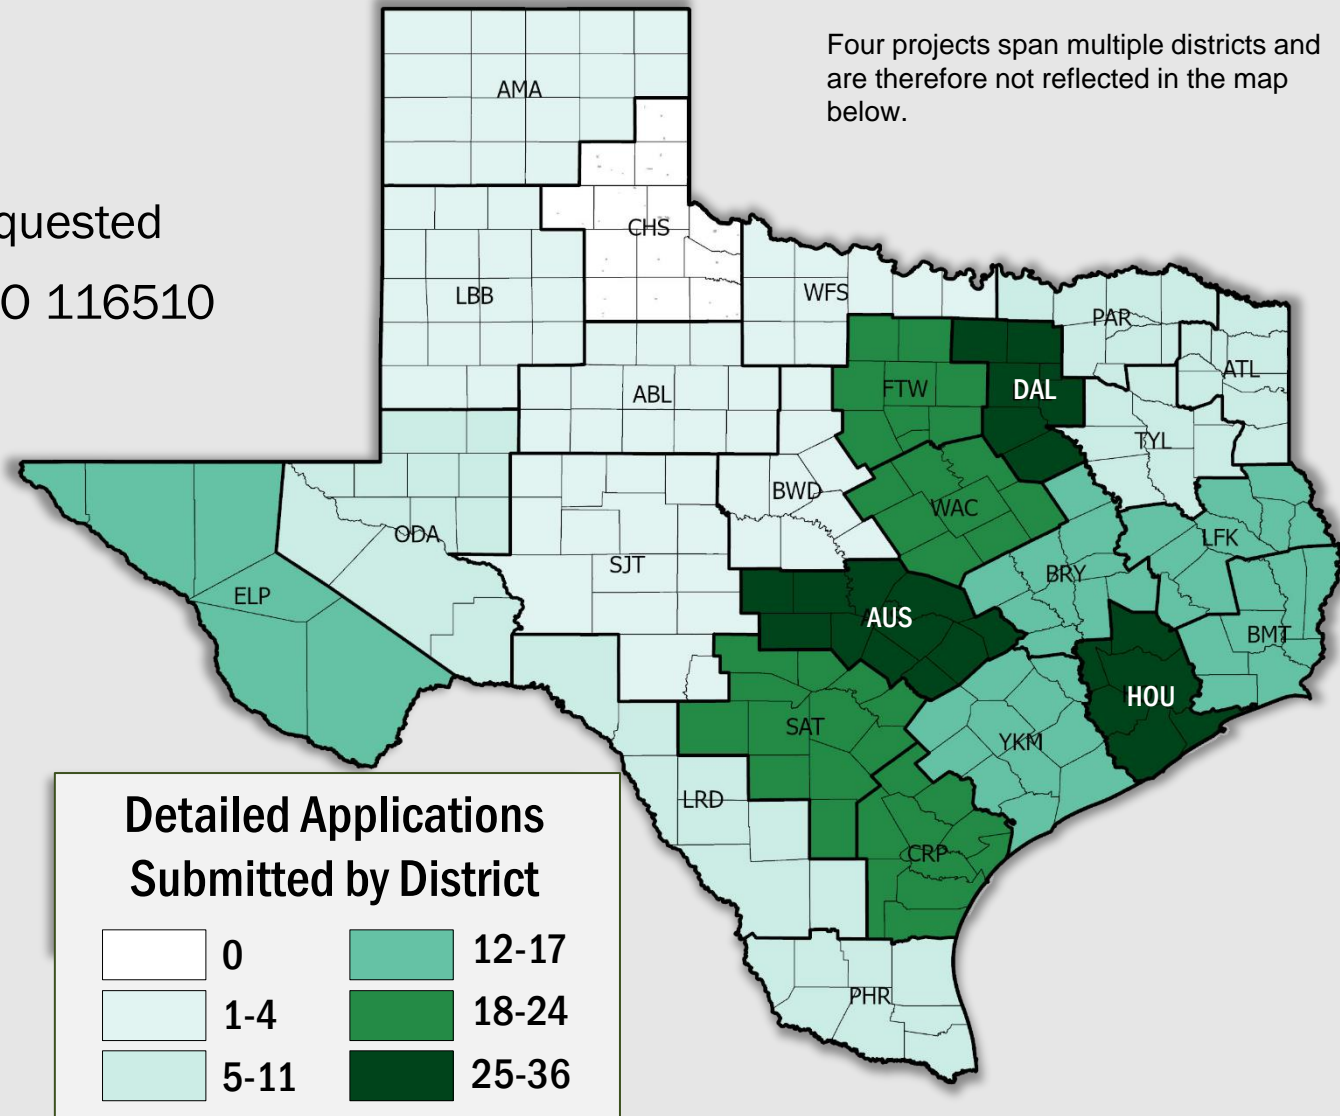 Four projects span multiple districts and
are therefore not reflected in the map
below.
quested
O 116510
AMA
CHS
LBB
WFS
PAR
ATL
ABL
FTW
DAL
TYL
BWD
WAC
ODA
SJT
LFK
BRY
ELP
AUS
BMT
HOU
SAT
YKM
LRD
CRP
PHR
Detailed Applications
Submitted by District
0
12-17
1-4
18-24
5-11
25-36